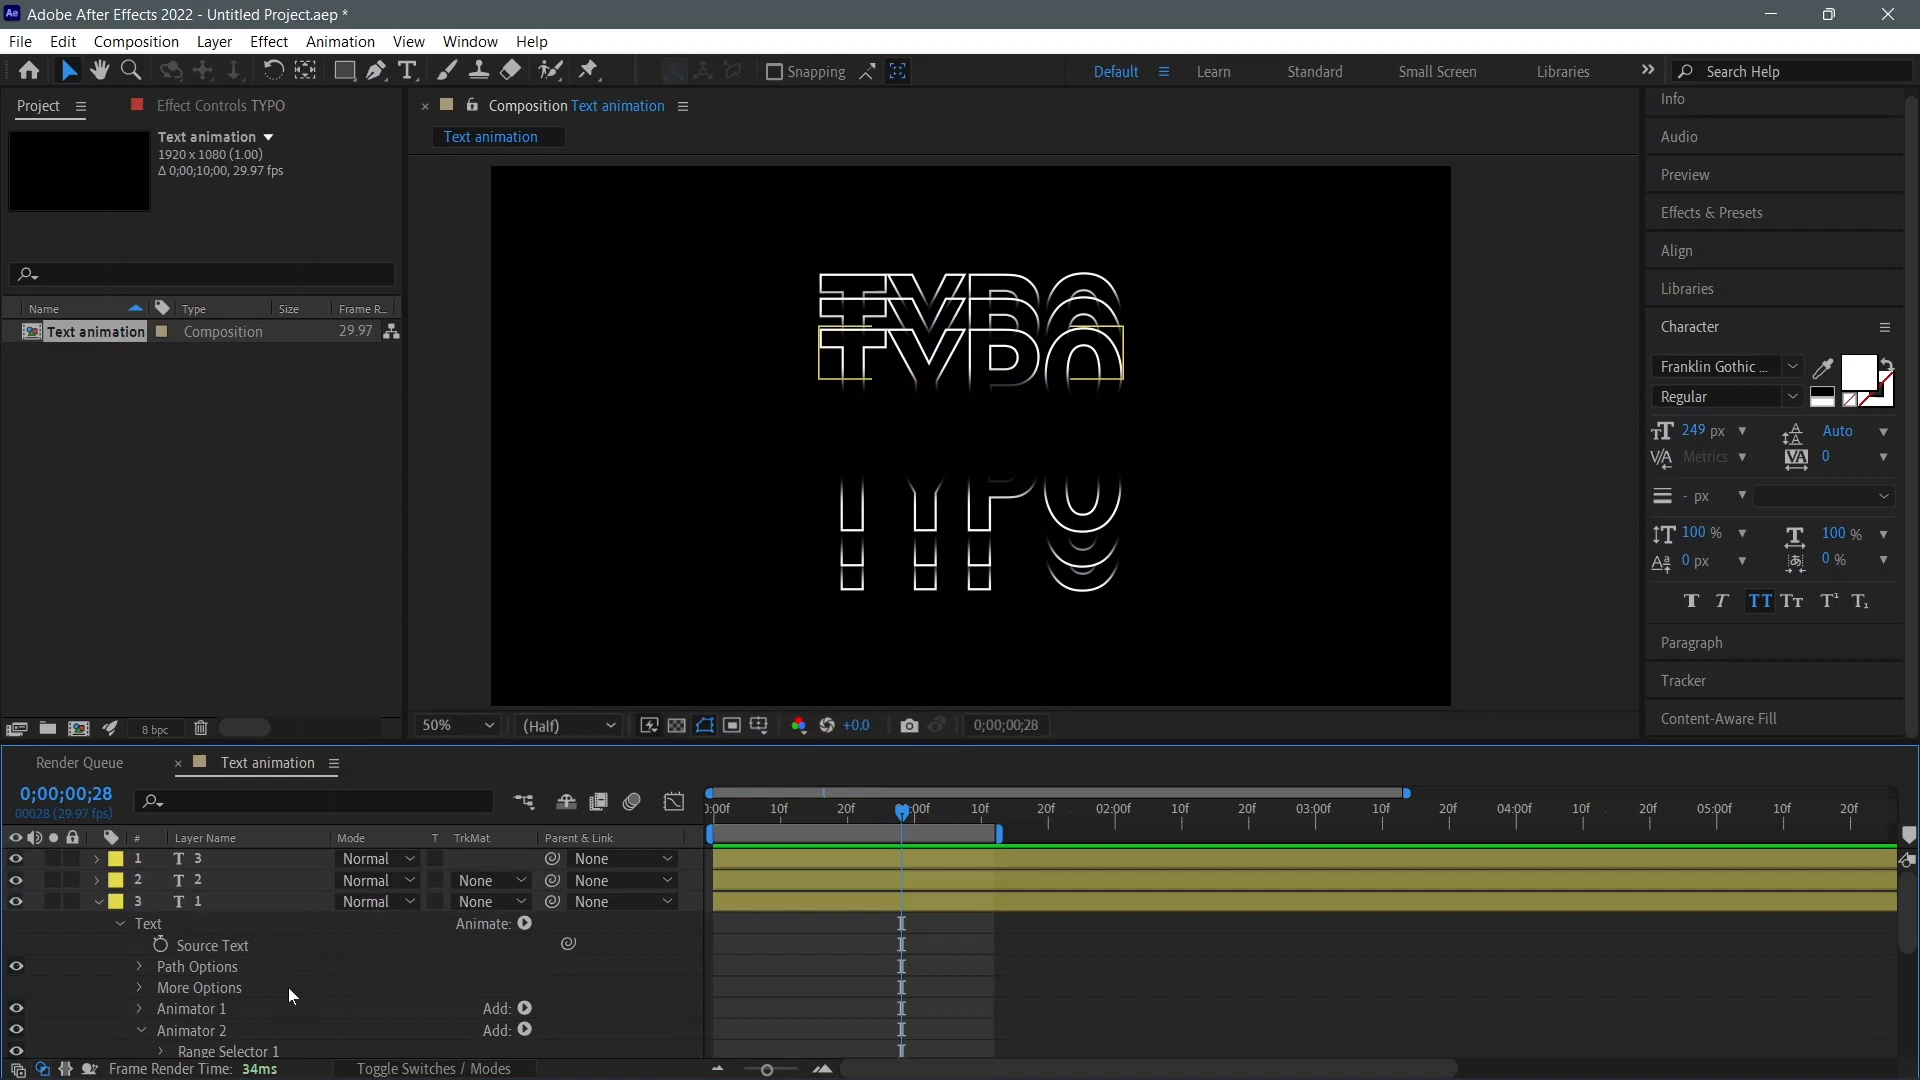 Adobe After Effects 2022 - Untitled Project.aep *
File Edit Composition Layer Effect Animation View Window Help
Snapping
Default Learn Standard Small Screen Libraries
Search Help
Project Effect Controls TYPO
Text animation
1920 x 1080 (1.00)
Δ 0;00;10;00, 29.97 fps
Name Type Size Frame R...
Text animation Composition 29.97
8 bpc
Composition Text animation
Text animation
TYPO
TYPO
TYPO
TYPO
50% (Half) +0.0 0;00;00;28
Info
Audio
Preview
Effects & Presets
Align
Libraries
Character
Franklin Gothic ...
Regular
249 px Auto
Metrics 0
- px
100 % 100 %
0 px 0 %
Paragraph
Tracker
Content-Aware Fill
Render Queue Text animation
0;00;00;28
00028 (29.97 fps)
# Layer Name Mode T TrkMat Parent & Link
):00f 10f 20f 10f 20f 02:00f 10f 20f 03:00f 10f 20f 04:00f 10f 20f 05:00f 10f 20f
1 T 3 Normal None
2 T 2 Normal None None
3 T 1 Normal None None
Text Animate:
Source Text
Path Options
More Options
Animator 1 Add:
Animator 2 Add:
Range Selector 1
Frame Render Time: 34ms Toggle Switches / Modes